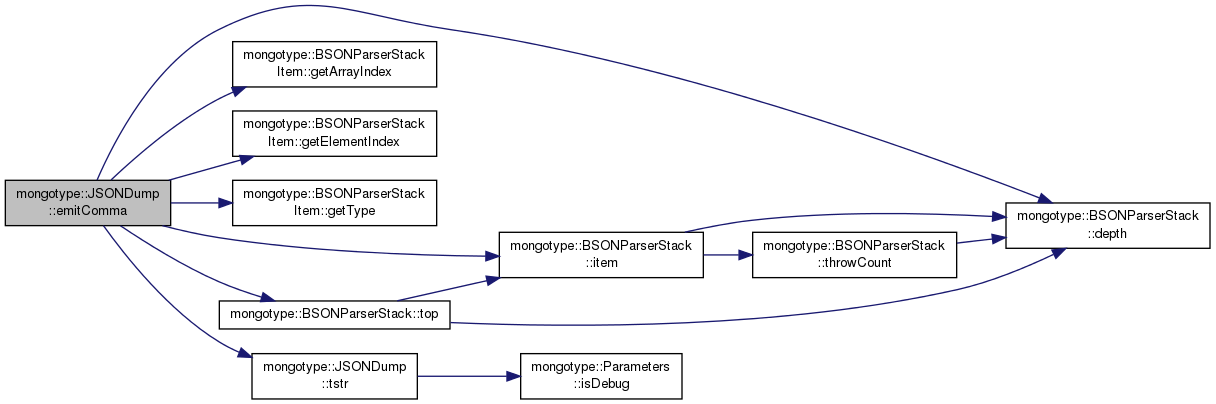 mongotype::JSONDump
::emitComma
mongotype::BSONParserStack
Item::getArrayIndex
mongotype::BSONParserStack
Item::getElementIndex
mongotype::BSONParserStack
Item::getType
mongotype::BSONParserStack
::item
mongotype::BSONParserStack
::throwCount
mongotype::BSONParserStack
::depth
mongotype::BSONParserStack::top
mongotype::JSONDump
::tstr
mongotype::Parameters
::isDebug